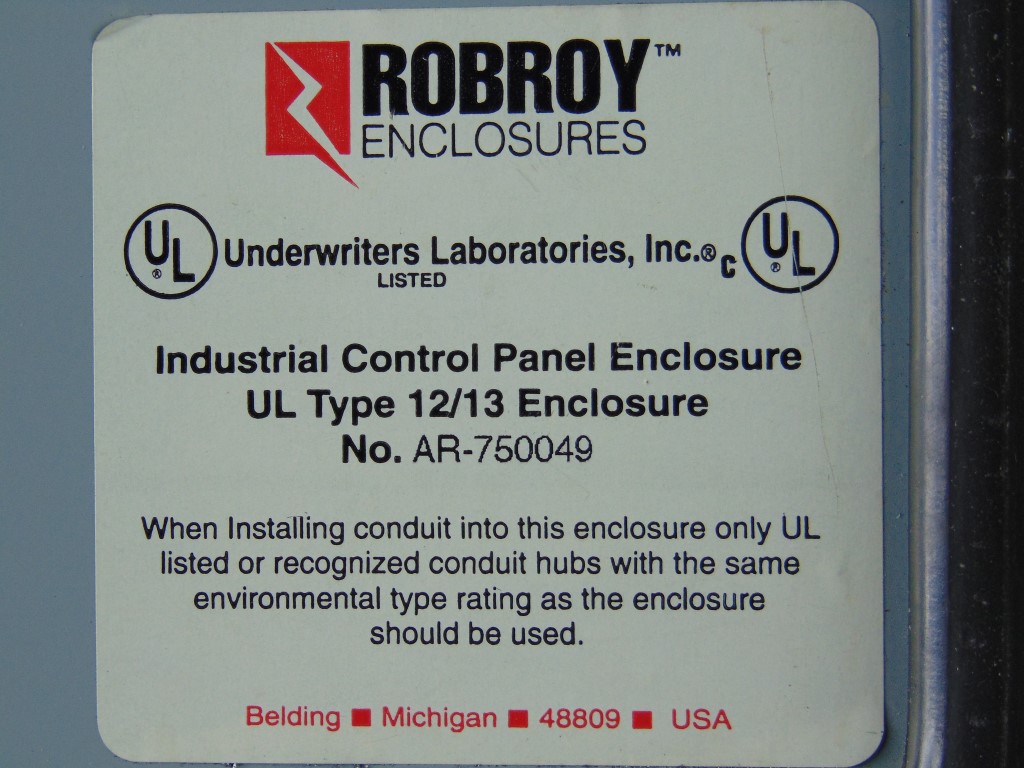 ROBROY™
ENCLOSURES
UL® Underwriters Laboratories, Inc.® c UL®
LISTED
Industrial Control Panel Enclosure
UL Type 12/13 Enclosure
No. AR-750049
When Installing conduit into this enclosure only UL
listed or recognized conduit hubs with the same
environmental type rating as the enclosure
should be used.
Belding ■ Michigan ■ 48809 ■ USA